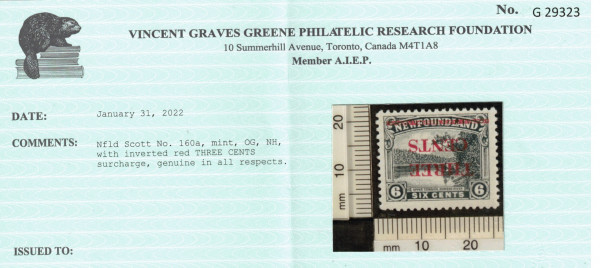 No. G 29323
VINCENT GRAVES GREENE PHILATELIC RESEARCH FOUNDATION
10 Summerhill Avenue, Toronto, Canada M4T1A8
Member A.I.E.P.
DATE: January 31, 2022
COMMENTS: Nfld Scott No. 160a, mint, OG, NH,
with inverted red THREE CENTS
surcharge, genuine in all respects.
ISSUED TO:
20
10
mm
NEWFOUNDLAND
CENTS
THREE
6 6
SIX CENTS
mm 10 20